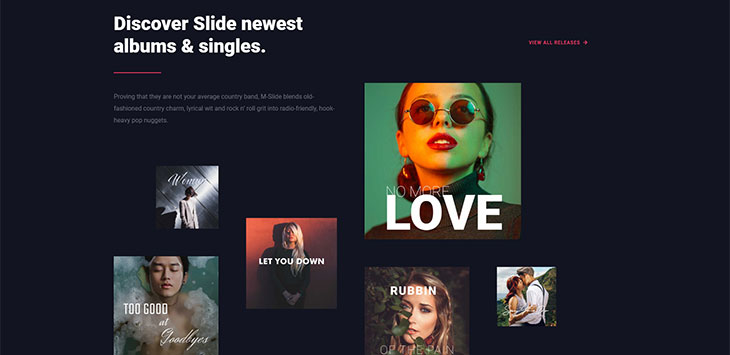 Discover Slide newest
albums & singles.
VIEW ALL RELEASES →
Proving that they are not your average country band, M-Slide blends old-
fashioned country charm, lyrical wit and rock n' roll grit into radio-friendly, hook-
heavy pop nuggets.
NO MORE
LOVE
LET YOU DOWN
TOO GOOD
at
Goodbyes
RUBBIN
OF THE PAIN